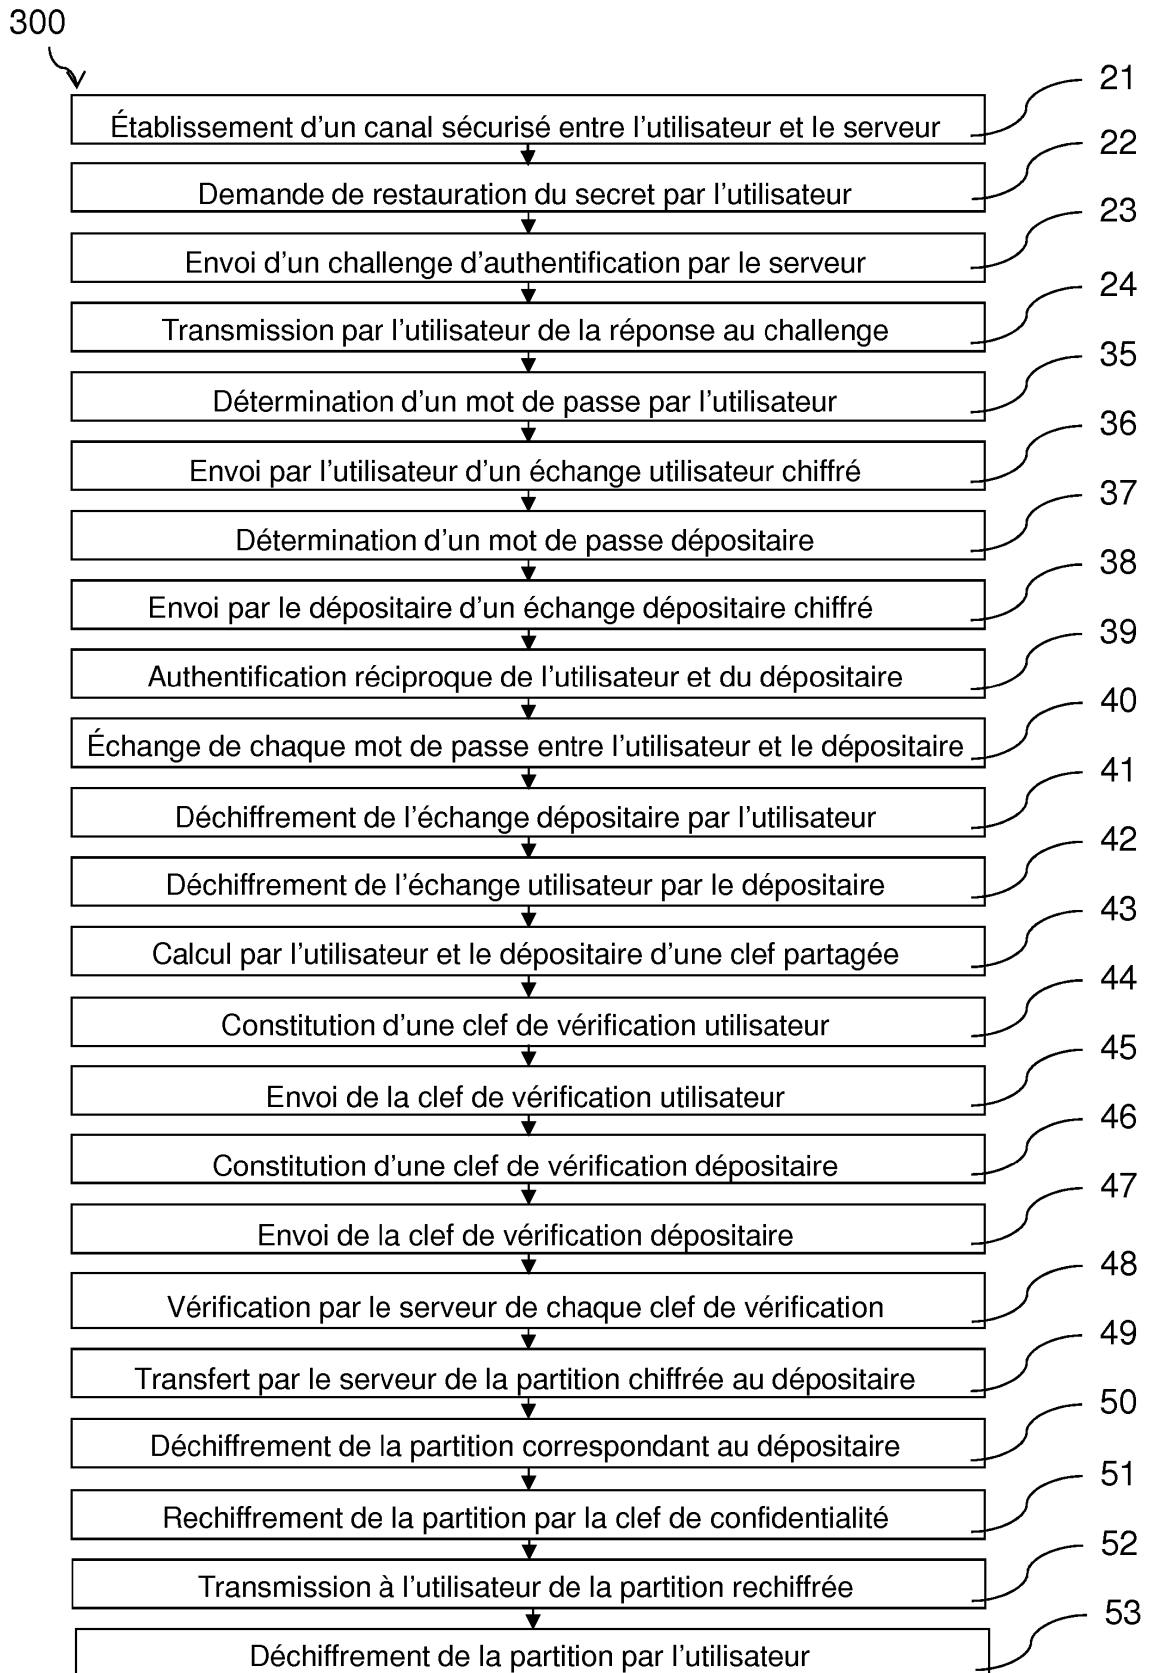 300
21
Établissement d'un canal sécurisé entre l'utilisateur et le serveur
22
Demande de restauration du secret par l'utilisateur
23
Envoi d'un challenge d'authentification par le serveur
24
Transmission par l'utilisateur de la réponse au challenge
35
Détermination d'un mot de passe par l'utilisateur
36
Envoi par l'utilisateur d'un échange utilisateur chiffré
37
Détermination d'un mot de passe dépositaire
38
Envoi par le dépositaire d'un échange dépositaire chiffré
39
Authentification réciproque de l'utilisateur et du dépositaire
40
Échange de chaque mot de passe entre l'utilisateur et le dépositaire
41
Déchiffrement de l'échange dépositaire par l'utilisateur
42
Déchiffrement de l'échange utilisateur par le dépositaire
43
Calcul par l'utilisateur et le dépositaire d'une clef partagée
44
Constitution d'une clef de vérification utilisateur
45
Envoi de la clef de vérification utilisateur
46
Constitution d'une clef de vérification dépositaire
47
Envoi de la clef de vérification dépositaire
48
Vérification par le serveur de chaque clef de vérification
49
Transfert par le serveur de la partition chiffrée au dépositaire
50
Déchiffrement de la partition correspondant au dépositaire
51
Rechiffrement de la partition par la clef de confidentialité
52
Transmission à l'utilisateur de la partition rechiffrée
53
Déchiffrement de la partition par l'utilisateur